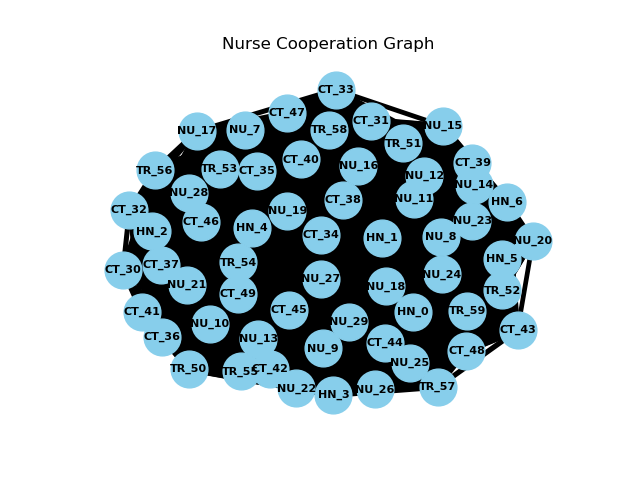 Nurse Cooperation Graph
CT_33
CT_47
CT_31
NU_15
NU_17
NU_7
TR_58
TR_51
CT_40
CT_39
NU_16
TR_56
TR_53
CT_35
NU_12
NU_14
NU_28
NU_11
CT_38
HN_6
CT_32
NU_19
CT_46
NU_23
HN_4
HN_2
CT_34
HN_1
NU_8
NU_20
HN_5
TR_54
CT_37
CT_30
NU_24
NU_27
NU_21
NU_18
TR_52
CT_49
CT_45
CT_41
HN_0
TR_59
NU_29
NU_10
CT_43
CT_36
NU_13
CT_44
NU_9
CT_48
NU_25
TR_50
TR_55
CT_42
NU_22
HN_3
NU_26
TR_57